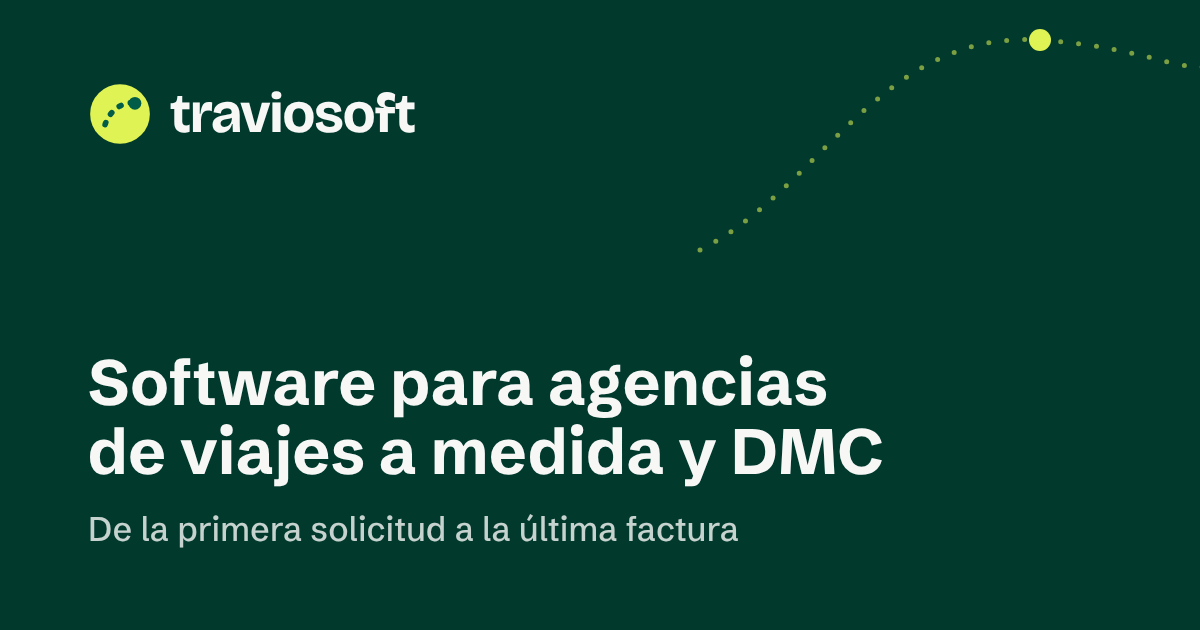 traviosoft
Software para agencias
de viajes a medida y DMC
De la primera solicitud a la última factura